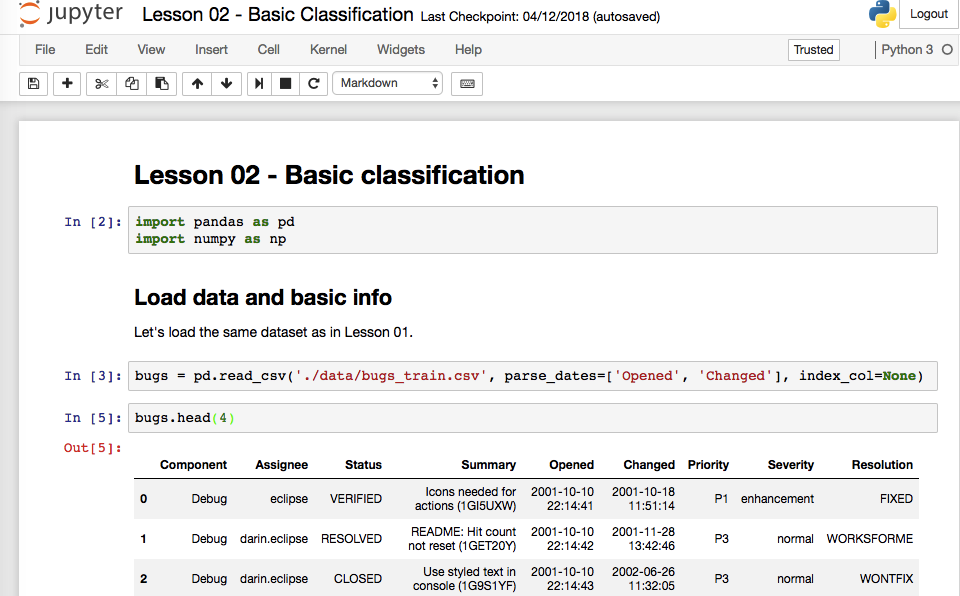 jupyter Lesson 02 - Basic Classification Last Checkpoint: 04/12/2018 (autosaved) Logout
File Edit View Insert Cell Kernel Widgets Help Trusted Python 3
Markdown
Lesson 02 - Basic classification
In [2]: import pandas as pd
import numpy as np
Load data and basic info
Let's load the same dataset as in Lesson 01.
In [3]: bugs = pd.read_csv('./data/bugs_train.csv', parse_dates=['Opened', 'Changed'], index_col=None)
In [5]: bugs.head(4)
Out[5]:
Component Assignee Status Summary Opened Changed Priority Severity Resolution
0 Debug eclipse VERIFIED Icons needed for actions (1GI5UXW) 2001-10-10 22:14:41 2001-10-18 11:51:14 P1 enhancement FIXED
1 Debug darin.eclipse RESOLVED README: Hit count not reset (1GET20Y) 2001-10-10 22:14:42 2001-11-28 13:42:46 P3 normal WORKSFORME
2 Debug darin.eclipse CLOSED Use styled text in console (1G9S1YF) 2001-10-10 22:14:43 2002-06-26 11:32:05 P3 normal WONTFIX